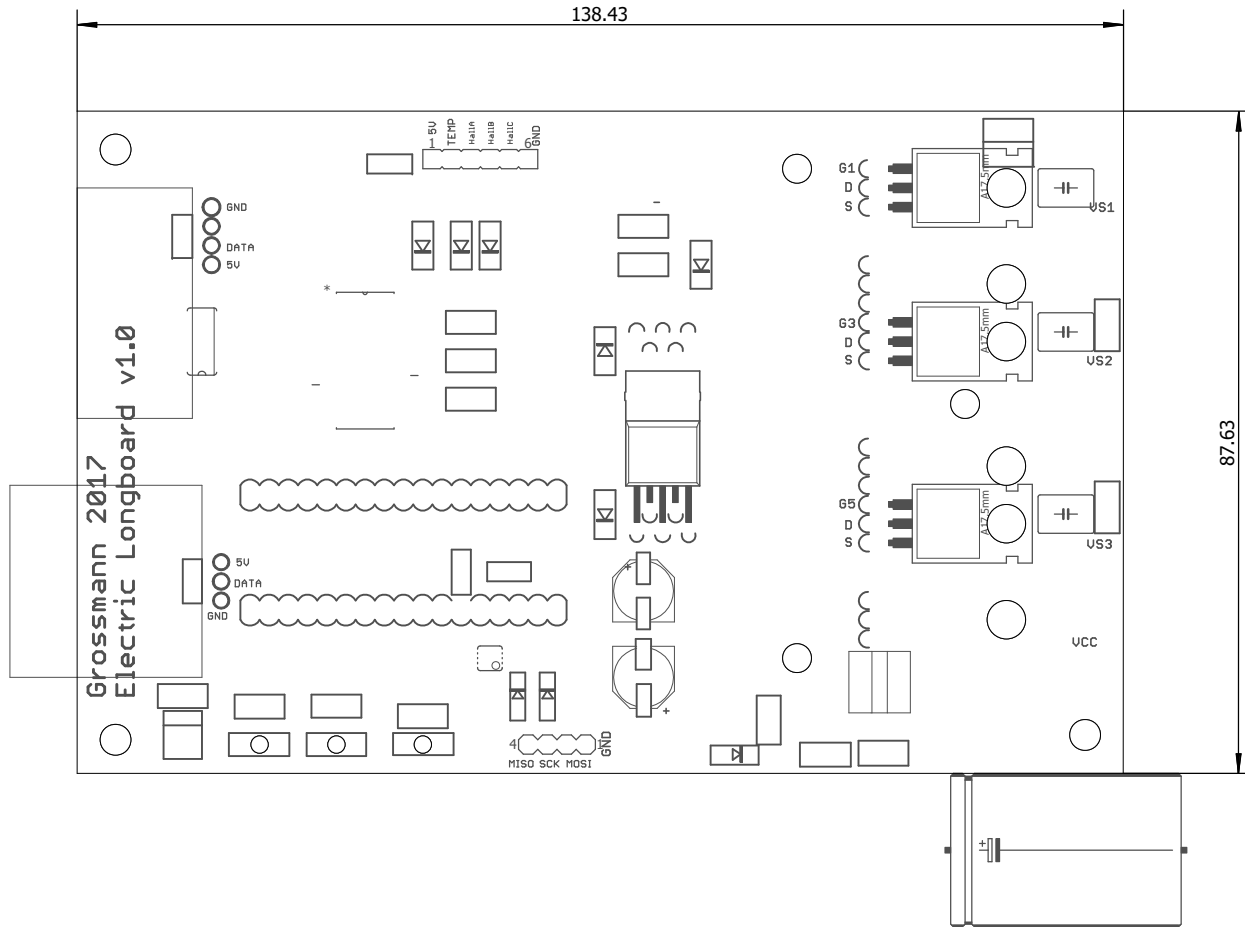 138.43
5V
TEMP
HallA
HallB
HallC
GND
1
6
G1
D
S
A17,5mm
VS1
GND
DATA
5V
*
G3
D
S
A17,5mm
VS2
87.63
Grossmann 2017
Electric Longboard v1.0
G5
D
S
A17,5mm
VS3
5V
DATA
GND
+
VCC
+
4
1
GND
MISO SCK MOSI
+